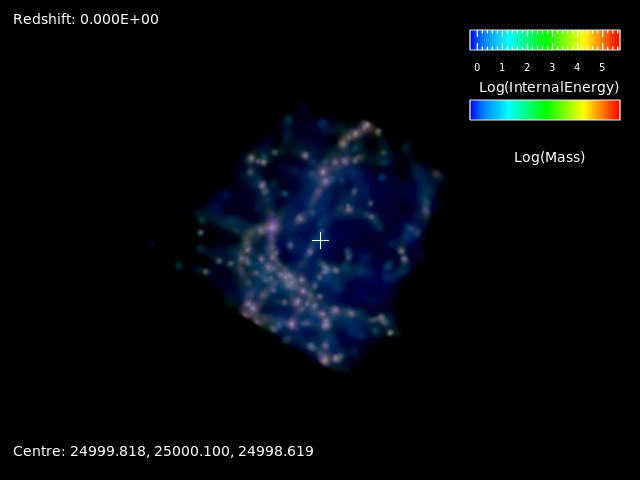 Redshift: 0.000E+00
0 1 2 3 4 5
Log(InternalEnergy)
Log(Mass)
Centre: 24999.818, 25000.100, 24998.619